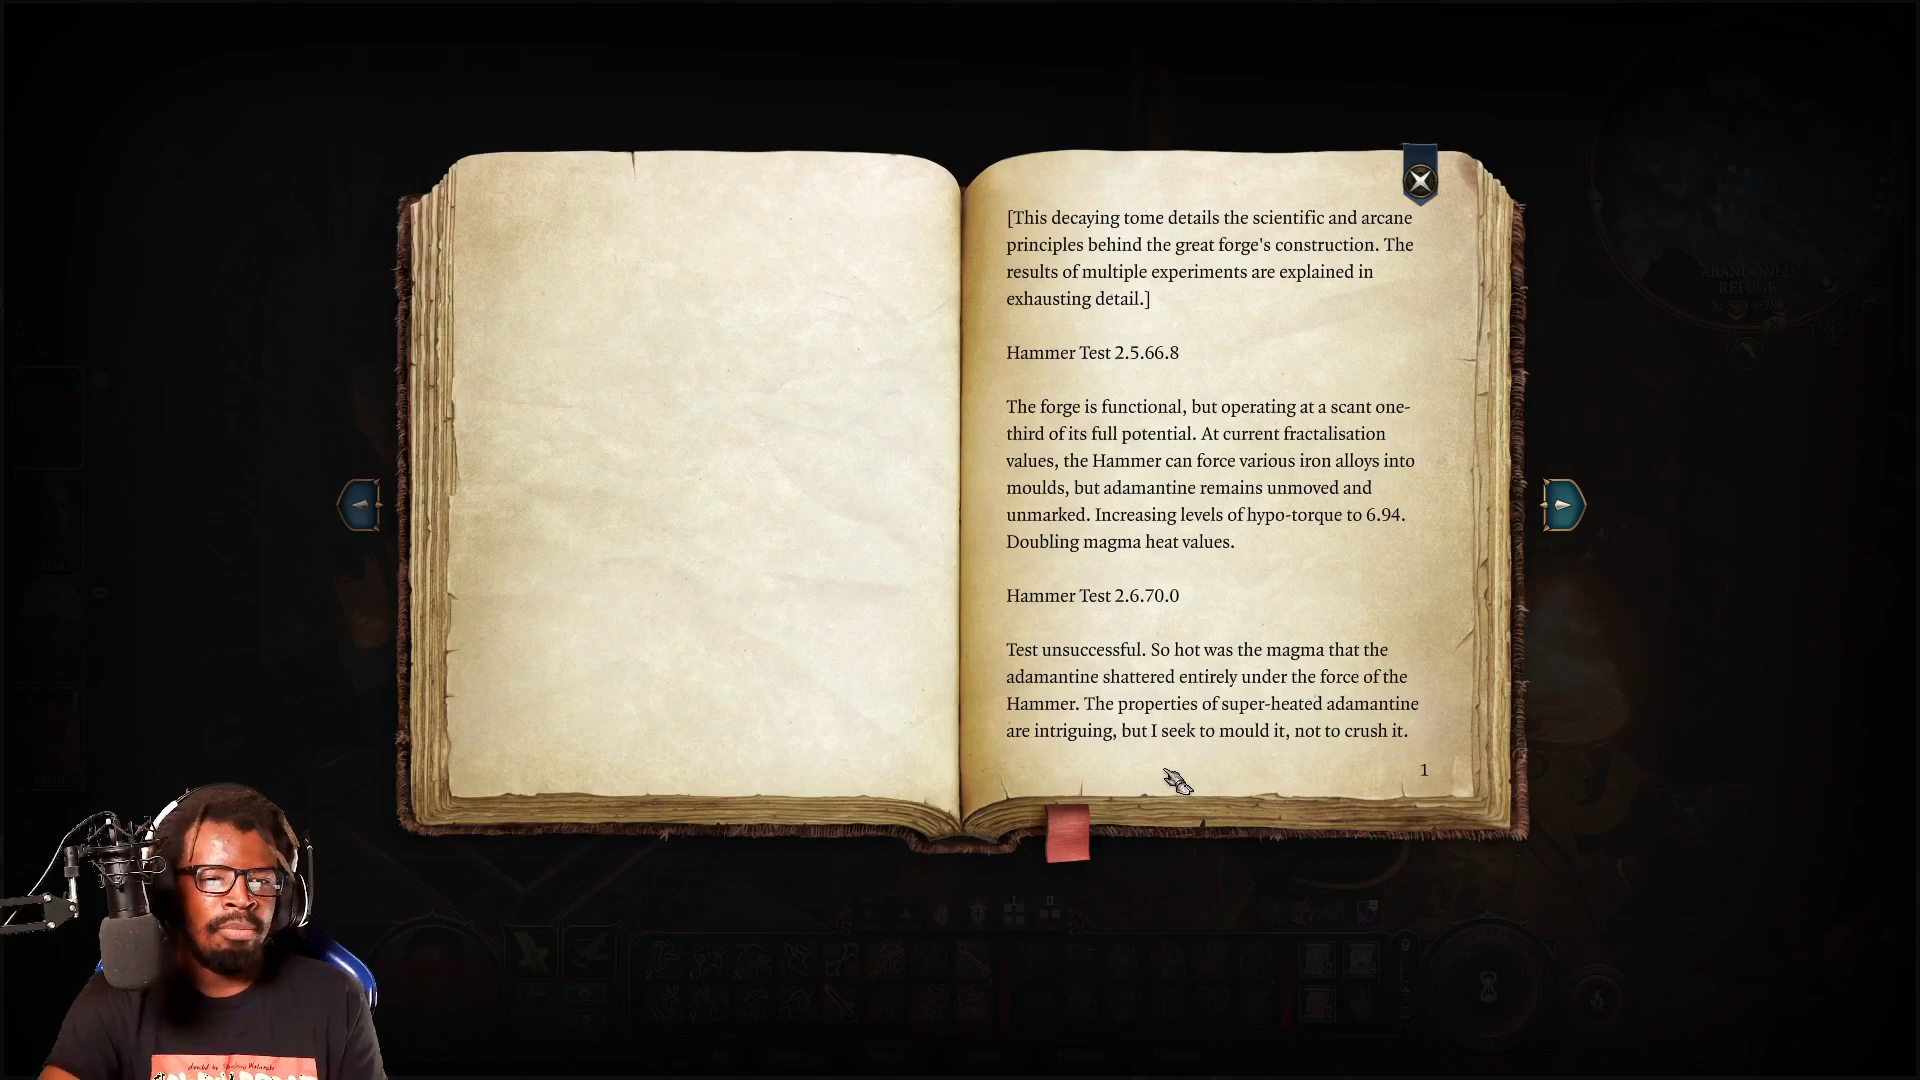 [This decaying tome details the scientific and arcane
principles behind the great forge's construction. The
results of multiple experiments are explained in
exhausting detail.]
Hammer Test 2.5.66.8
The forge is functional, but operating at a scant one-
third of its full potential. At current fractalisation
values, the Hammer can force various iron alloys into
moulds, but adamantine remains unmoved and
unmarked. Increasing levels of hypo-torque to 6.94.
Doubling magma heat values.
Hammer Test 2.6.70.0
Test unsuccessful. So hot was the magma that the
adamantine shattered entirely under the force of the
Hammer. The properties of super-heated adamantine
are intriguing, but I seek to mould it, not to crush it.
1
ABANDONED
REFUGE
directed by Shinichiro Watanabe